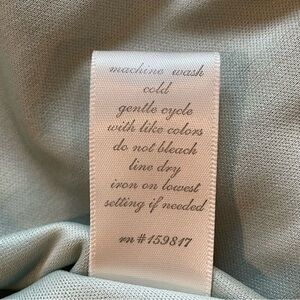 machine wash
cold
gentle cycle
with like colors
do not bleach
line dry
iron on lowest
setting if needed
rn #159817